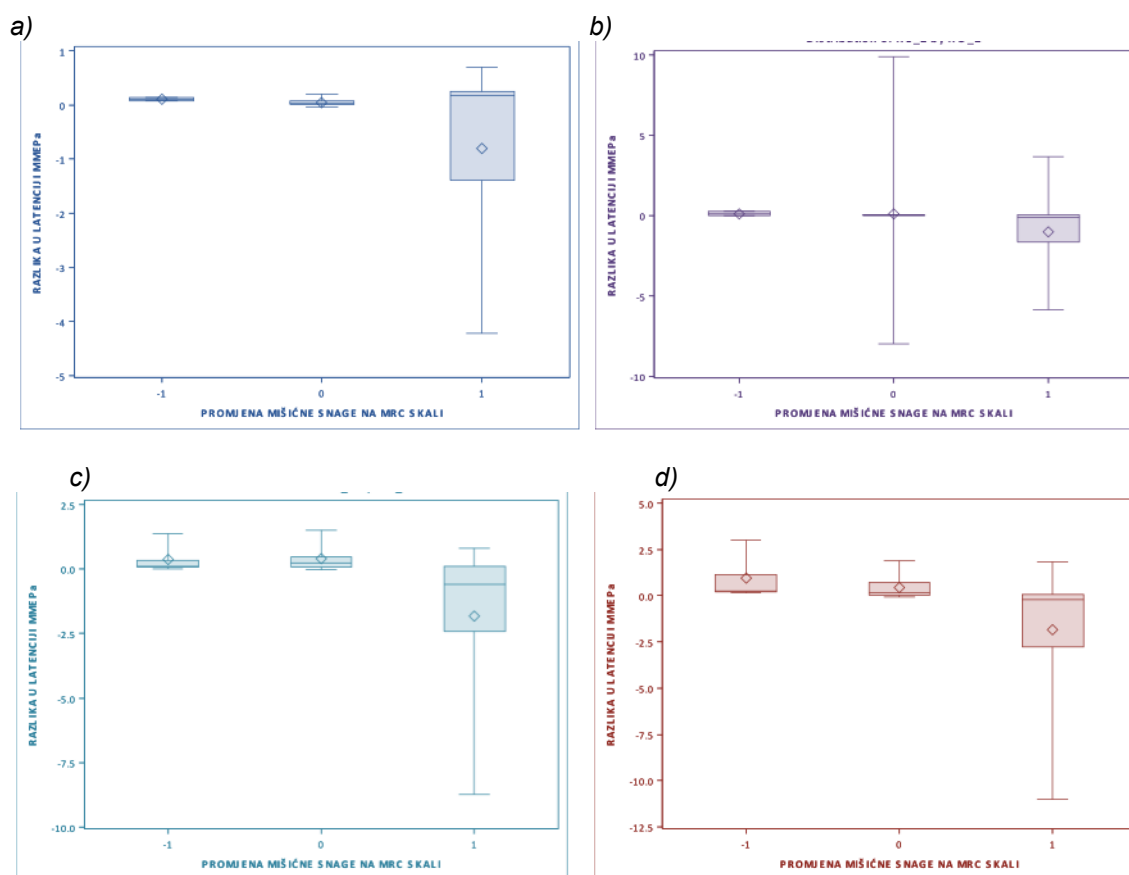 a)
RAZLIKA U LATENCIJI MMEPa
1
0
-1
-2
-3
-4
-5
-1 0 1
PROMJENA MIŠIĆNE SNAGE NA MRC SKALI
b)
RAZLIKA U LATENCIJI MMEPa
10
5
0
-5
-10
-1 0 1
PROMJENA MIŠIĆNE SNAGE NA MRC SKALI
c)
RAZLIKA U LATENCIJI MMEPa
2.5
0.0
-2.5
-5.0
-7.5
-10.0
-1 0 1
PROMJENA MIŠIĆNE SNAGE NA MRC SKALI
d)
RAZLIKA U LATENCIJI MMEPa
5.0
2.5
0.0
-2.5
-5.0
-7.5
-10.0
-12.5
-1 0 1
PROMJENA MIŠIĆNE SNAGE NA MRC SKALI